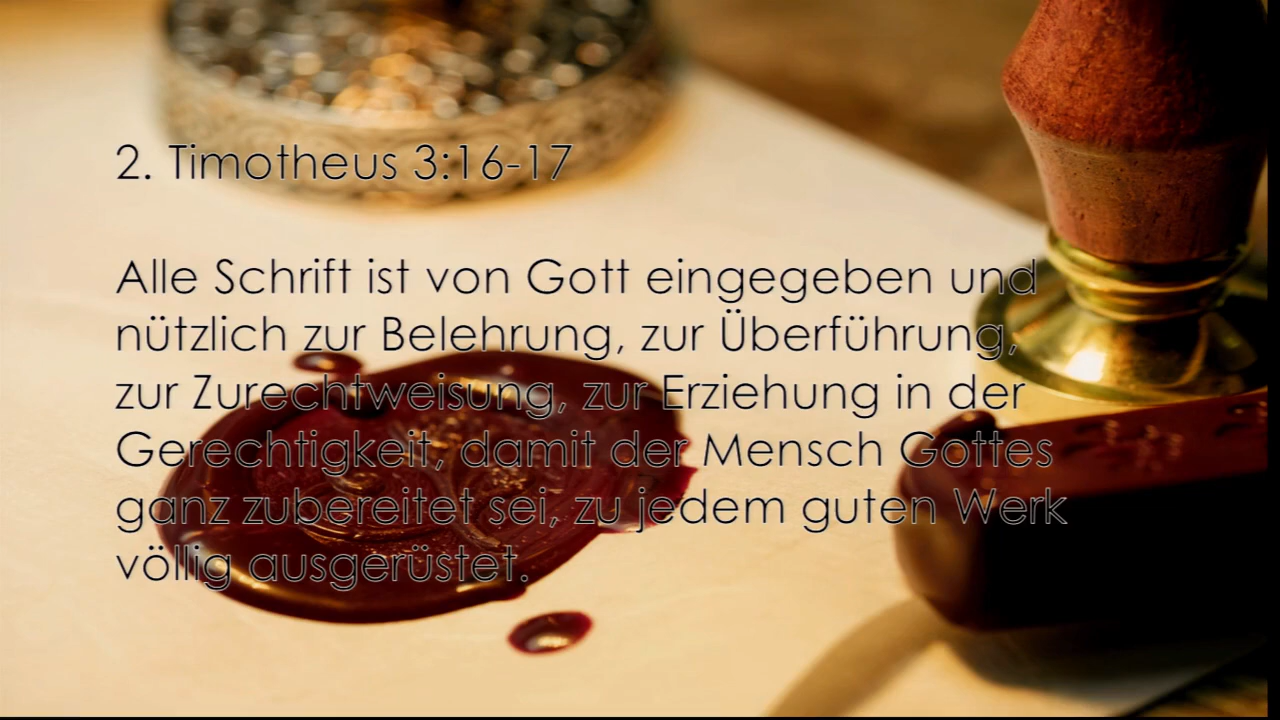 2. Timotheus 3:16-17
Alle Schrift ist von Gott eingegeben und
nützlich zur Belehrung, zur Überführung,
zur Zurechtweisung, zur Erziehung in der
Gerechtigkeit, damit der Mensch Gottes
ganz zubereitet sei, zu jedem guten Werk
völlig ausgerüstet.